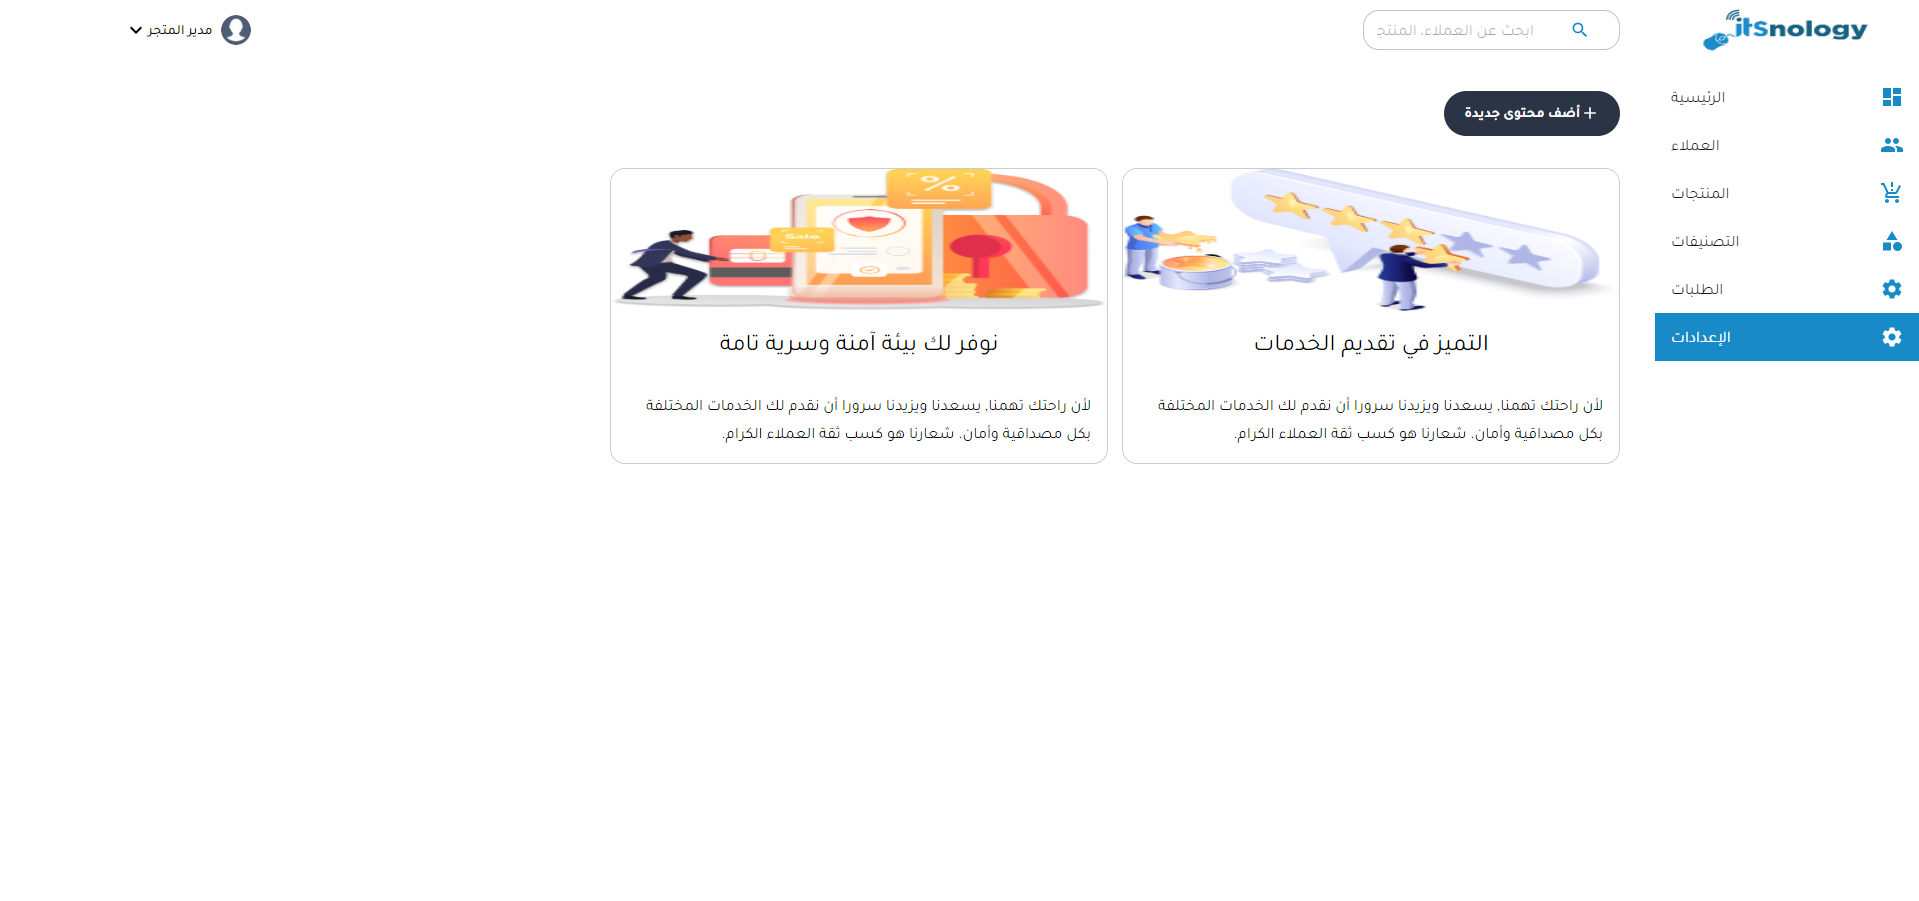 itSnology
ابحث عن العملاء، المنتج
مدير المتجر
الرئيسية
العملاء
المنتجات
التصنيفات
الطلبات
الإعدادات
+ أضف محتوى جديدة
التميز في تقديم الخدمات
لأن راحتك تهمنا, يسعدنا ويزيدنا سرورا أن نقدم لك الخدمات المختلفة
بكل مصداقية وأمان. شعارنا هو كسب ثقة العملاء الكرام.
%
Sale
نوفر لك بيئة آمنة وسرية تامة
لأن راحتك تهمنا, يسعدنا ويزيدنا سرورا أن نقدم لك الخدمات المختلفة
بكل مصداقية وأمان. شعارنا هو كسب ثقة العملاء الكرام.